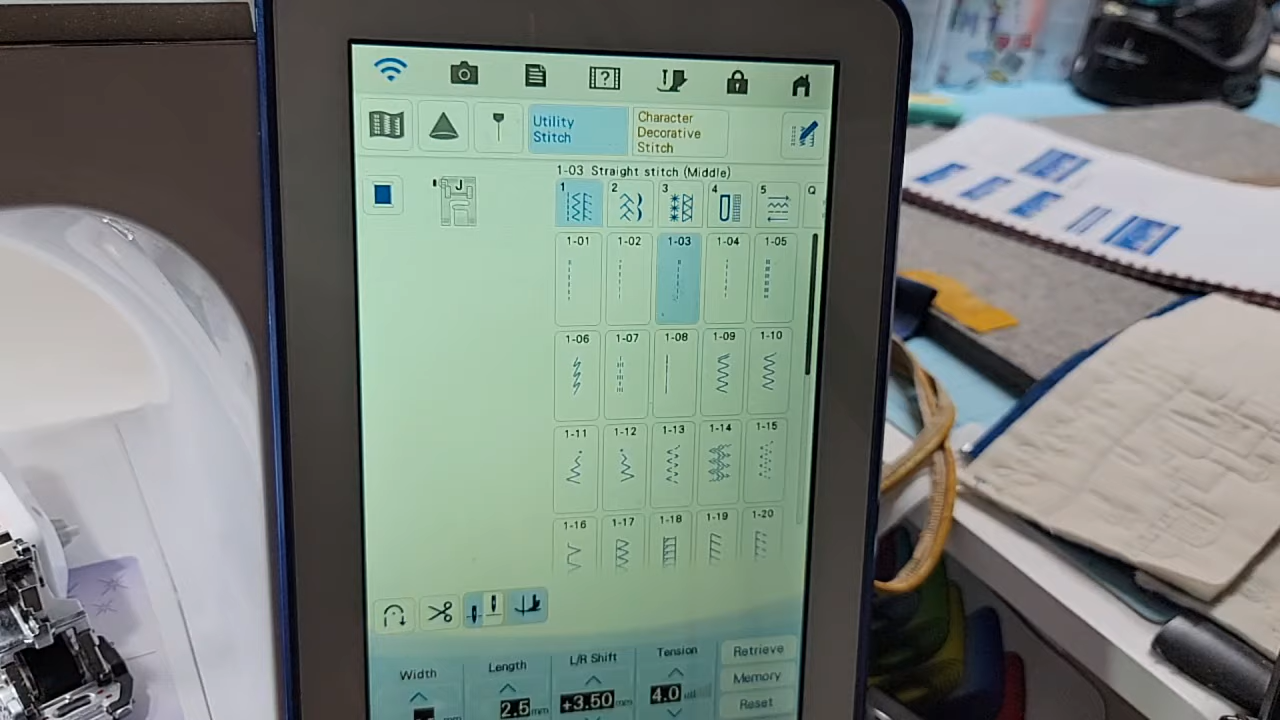 ?
Utility
Stitch
Character
Decorative
Stitch
1-03 Straight stitch (Middle)
J
1 2 3 4 5 Q
1-01 1-02 1-03 1-04 1-05
1-06 1-07 1-08 1-09 1-10
1-11 1-12 1-13 1-14 1-15
1-16 1-17 1-18 1-19 1-20
Width Length L/R Shift Tension
Retrieve
Memory
Reset
2.5 mm +3.50 mm 4.0